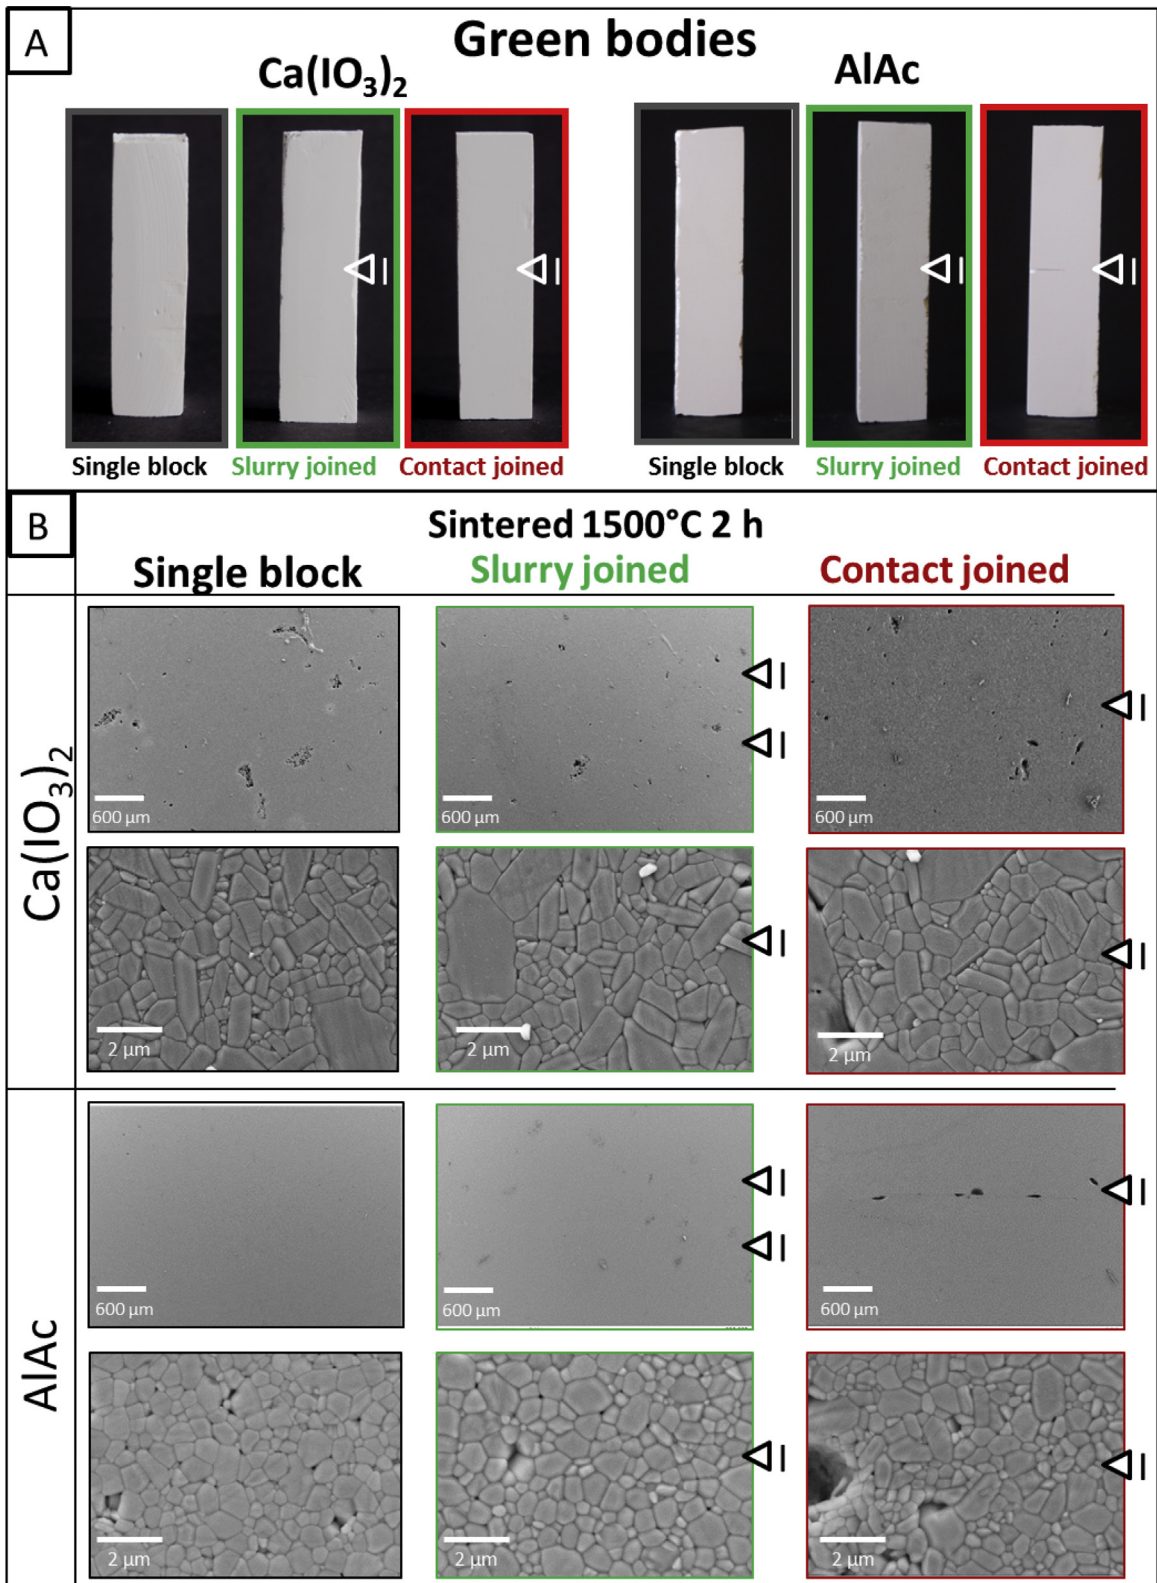 A
Green bodies
Ca(IO₃)₂
AlAc
Single block
Slurry joined
Contact joined
Single block
Slurry joined
Contact joined
B
Sintered 1500°C 2 h
Single block
Slurry joined
Contact joined
Ca(IO₃)₂
600 µm
600 µm
600 µm
2 µm
2 µm
2 µm
AlAc
600 µm
600 µm
600 µm
2 µm
2 µm
2 µm